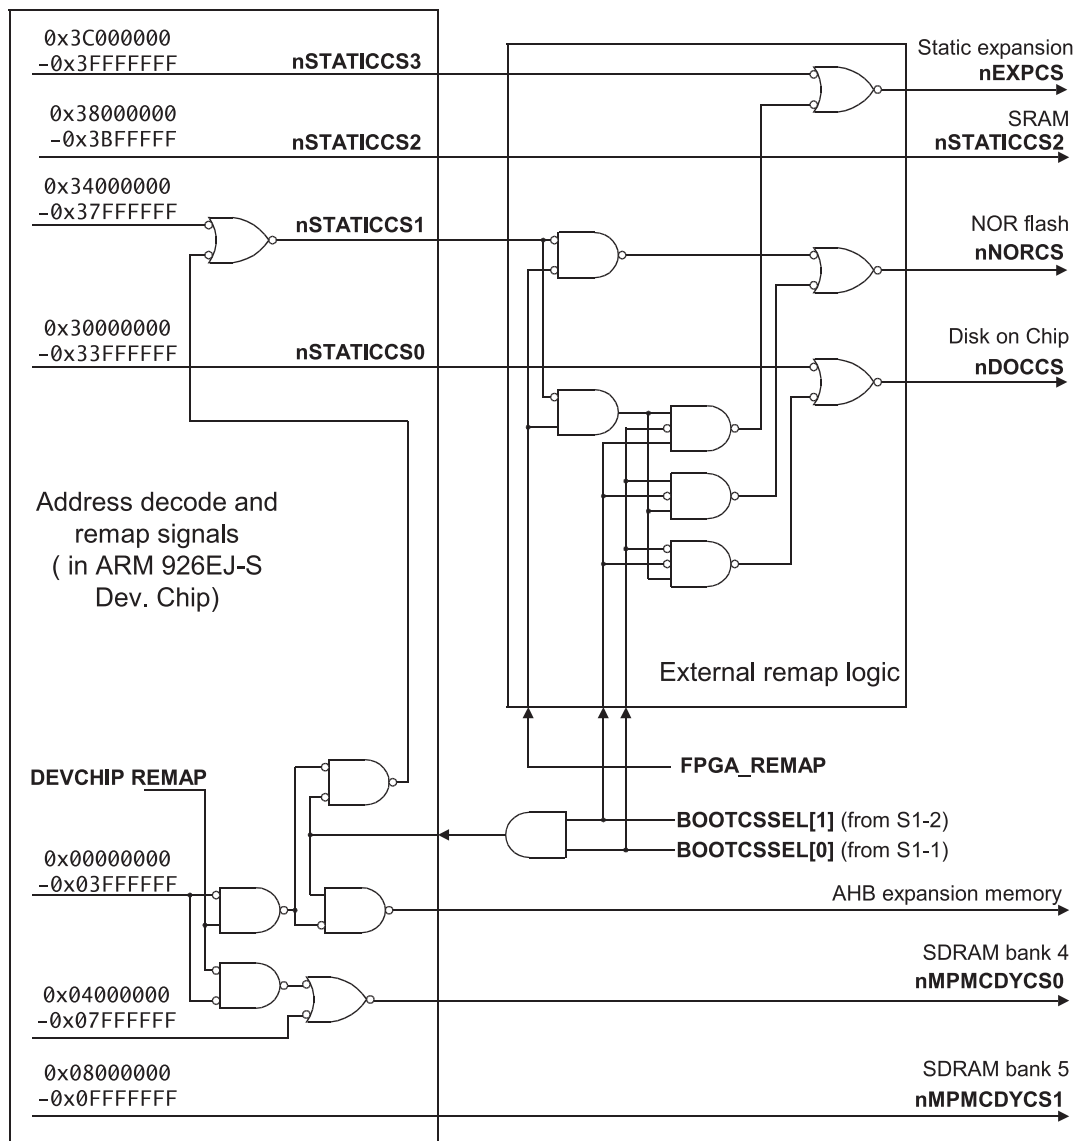 0x3C000000
-0x3FFFFFFF
nSTATICCS3
Static expansion
nEXPCS
0x38000000
-0x3BFFFFF
nSTATICCS2
SRAM
nSTATICCS2
0x34000000
-0x37FFFFFF
nSTATICCS1
NOR flash
nNORCS
0x30000000
-0x33FFFFFF
nSTATICCS0
Disk on Chip
nDOCCS
Address decode and
remap signals
( in ARM 926EJ-S
Dev. Chip)
External remap logic
DEVCHIP REMAP
FPGA_REMAP
BOOTCSSEL[1] (from S1-2)
BOOTCSSEL[0] (from S1-1)
0x00000000
-0x03FFFFFF
AHB expansion memory
SDRAM bank 4
nMPMCDYCS0
0x04000000
-0x07FFFFFF
SDRAM bank 5
nMPMCDYCS1
0x08000000
-0x0FFFFFFF